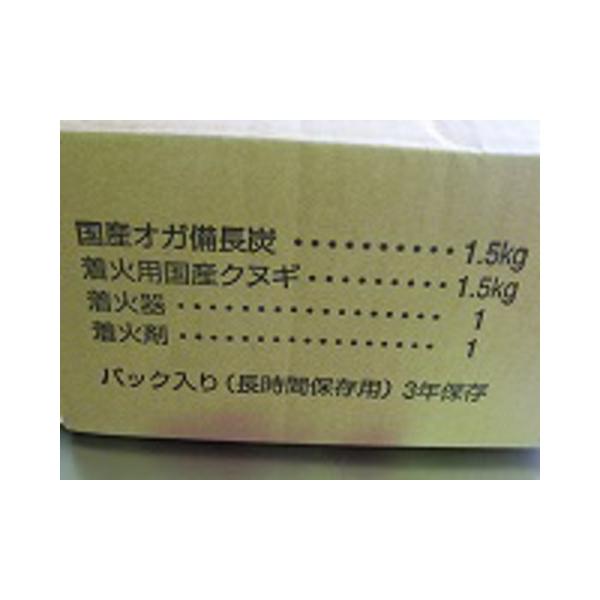 国産オガ備長炭 ・・・・・・・・・・ 1.5kg
着火用国産クヌギ・・・・・・・・・ 1.5kg
着火器 ・・・・・・・・・・・・・・・・・ 1
着火剤 ・・・・・・・・・・・・・・・・・ 1
パック入り(長時間保存用) 3年保存